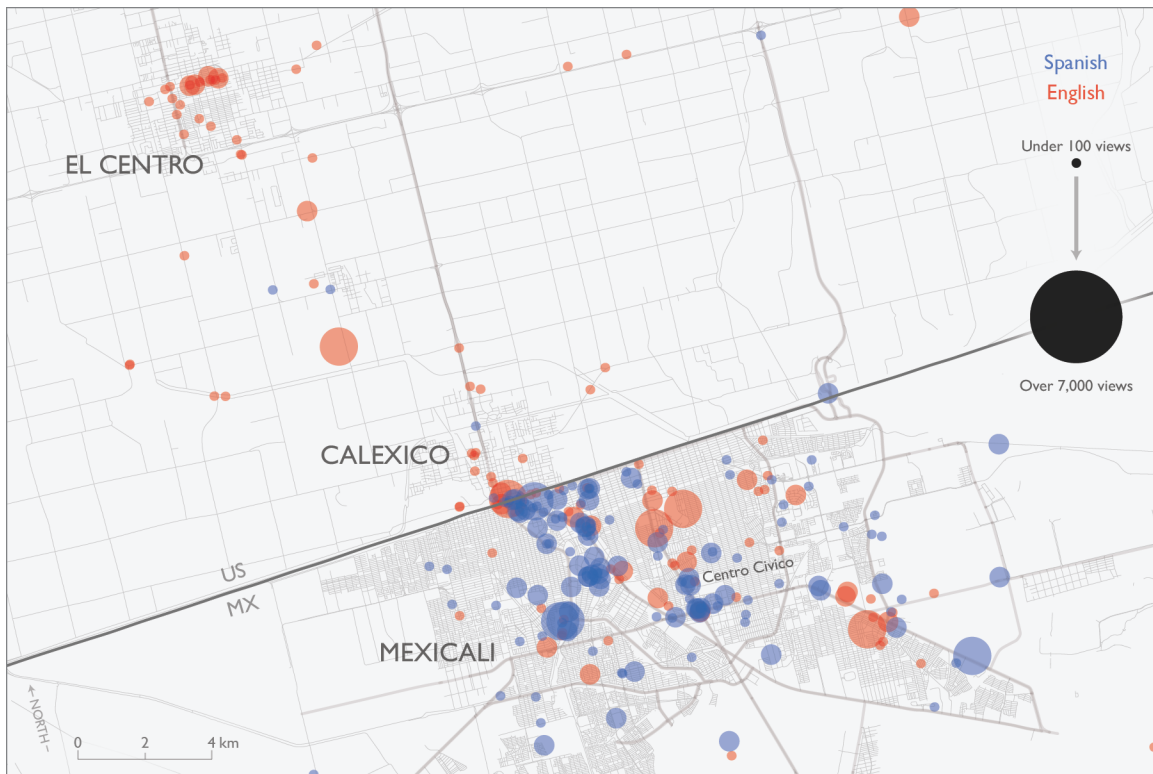 Spanish
English
Under 100 views
EL CENTRO
Over 7,000 views
CALEXICO
US
MX
Centro Civico
MEXICALI
NORTH
0 2 4 km